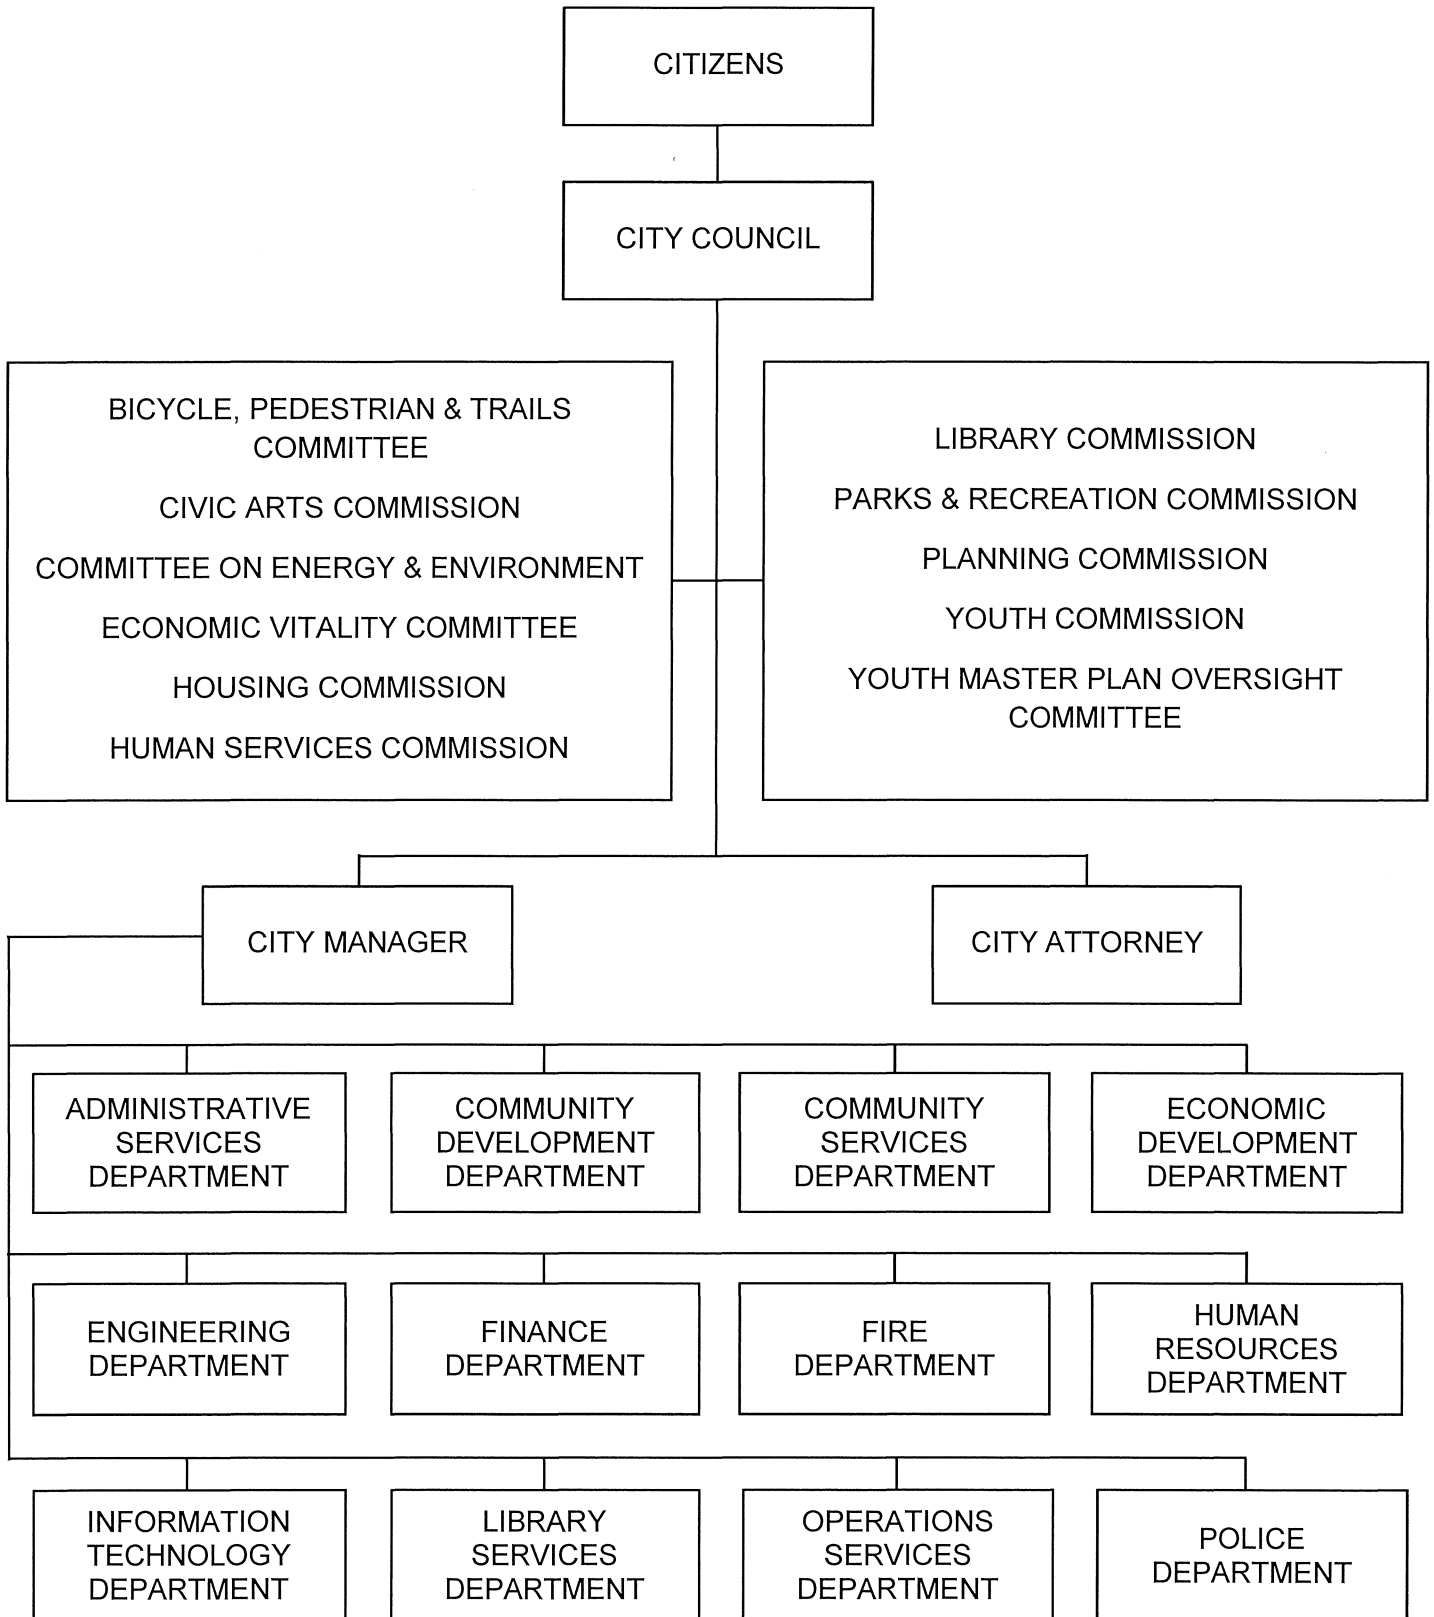 CITIZENS
CITY COUNCIL
BICYCLE, PEDESTRIAN & TRAILS
COMMITTEE
CIVIC ARTS COMMISSION
COMMITTEE ON ENERGY & ENVIRONMENT
ECONOMIC VITALITY COMMITTEE
HOUSING COMMISSION
HUMAN SERVICES COMMISSION
LIBRARY COMMISSION
PARKS & RECREATION COMMISSION
PLANNING COMMISSION
YOUTH COMMISSION
YOUTH MASTER PLAN OVERSIGHT
COMMITTEE
CITY MANAGER
CITY ATTORNEY
ADMINISTRATIVE
SERVICES
DEPARTMENT
COMMUNITY
DEVELOPMENT
DEPARTMENT
COMMUNITY
SERVICES
DEPARTMENT
ECONOMIC
DEVELOPMENT
DEPARTMENT
ENGINEERING
DEPARTMENT
FINANCE
DEPARTMENT
FIRE
DEPARTMENT
HUMAN
RESOURCES
DEPARTMENT
INFORMATION
TECHNOLOGY
DEPARTMENT
LIBRARY
SERVICES
DEPARTMENT
OPERATIONS
SERVICES
DEPARTMENT
POLICE
DEPARTMENT